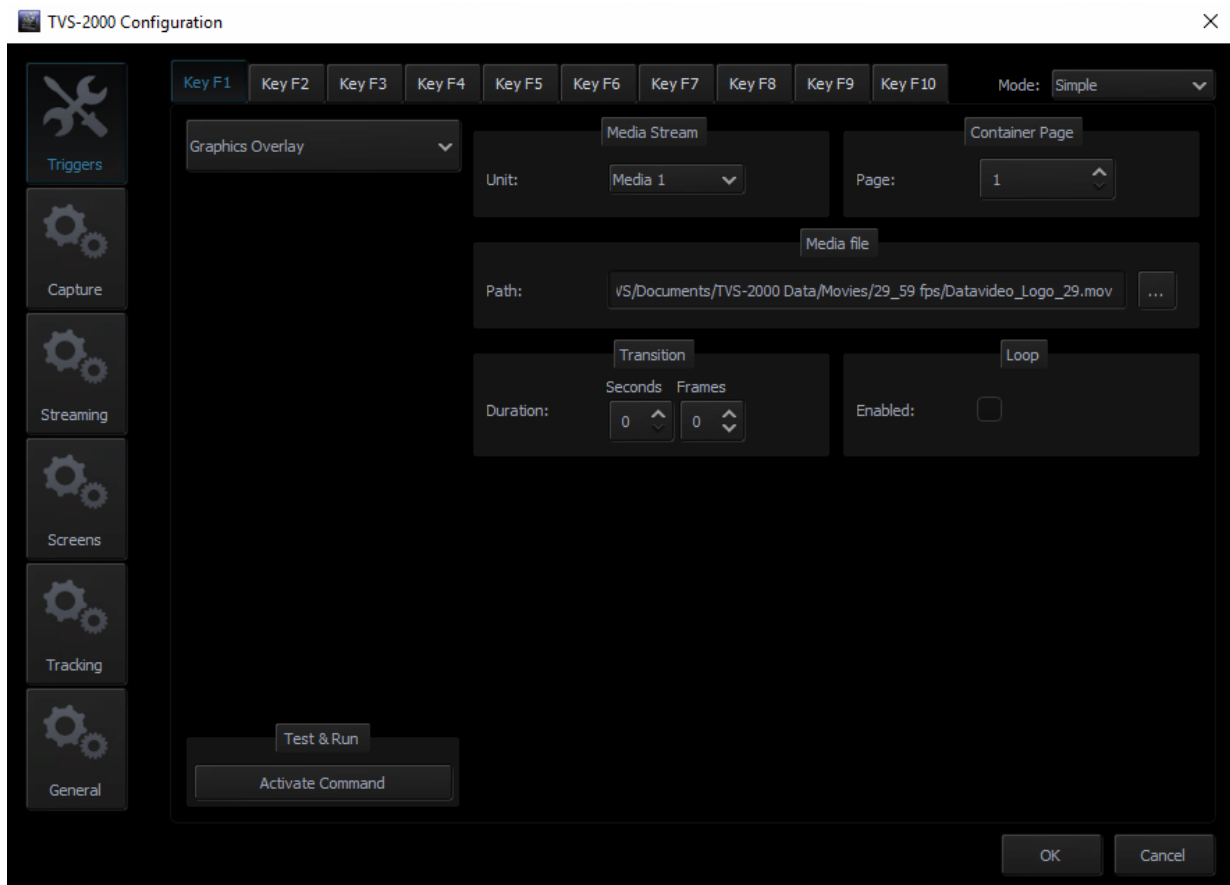 TVS-2000 Configuration
Key F1 Key F2 Key F3 Key F4 Key F5 Key F6 Key F7 Key F8 Key F9 Key F10 Mode: Simple
Triggers
Capture
Streaming
Screens
Tracking
General
Graphics Overlay
Media Stream
Unit: Media 1
Container Page
Page: 1
Media file
Path: VS/Documents/TVS-2000 Data/Movies/29_59 fps/Datavideo_Logo_29.mov ...
Transition
Seconds Frames
Duration: 0 0
Loop
Enabled:
Test & Run
Activate Command
OK Cancel